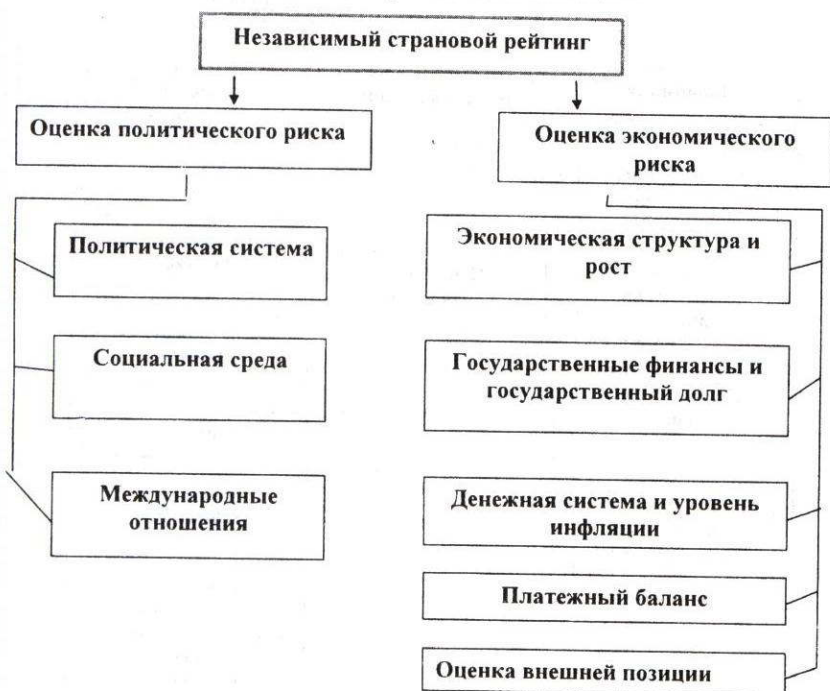 Независимый страновой рейтинг
Оценка политического риска
Политическая система
Социальная среда
Международные
отношения
Оценка экономического
риска
Экономическая структура и
рост
Государственные финансы и
государственный долг
Денежная система и уровень
инфляции
Платежный баланс
Оценка внешней позиции